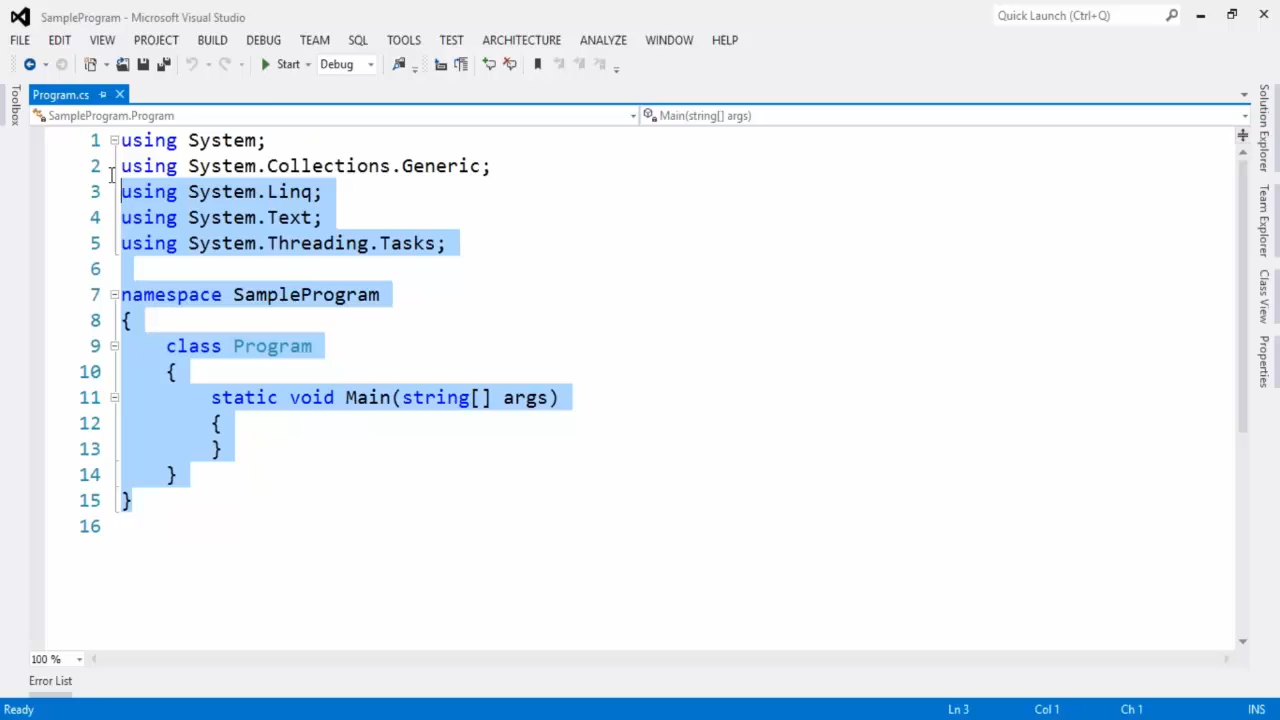 SampleProgram - Microsoft Visual Studio
Quick Launch (Ctrl+Q)
FILE EDIT VIEW PROJECT BUILD DEBUG TEAM SQL TOOLS TEST ARCHITECTURE ANALYZE WINDOW HELP
Start Debug
Toolbox
Program.cs
SampleProgram.Program
Main(string[] args)
1 using System;
2 using System.Collections.Generic;
3 using System.Linq;
4 using System.Text;
5 using System.Threading.Tasks;
6
7 namespace SampleProgram
8 {
9 class Program
10 {
11 static void Main(string[] args)
12 {
13 }
14 }
15 }
16
Solution Explorer
Team Explorer
Class View
Properties
100 %
Error List
Ready Ln 3 Col 1 Ch 1 INS